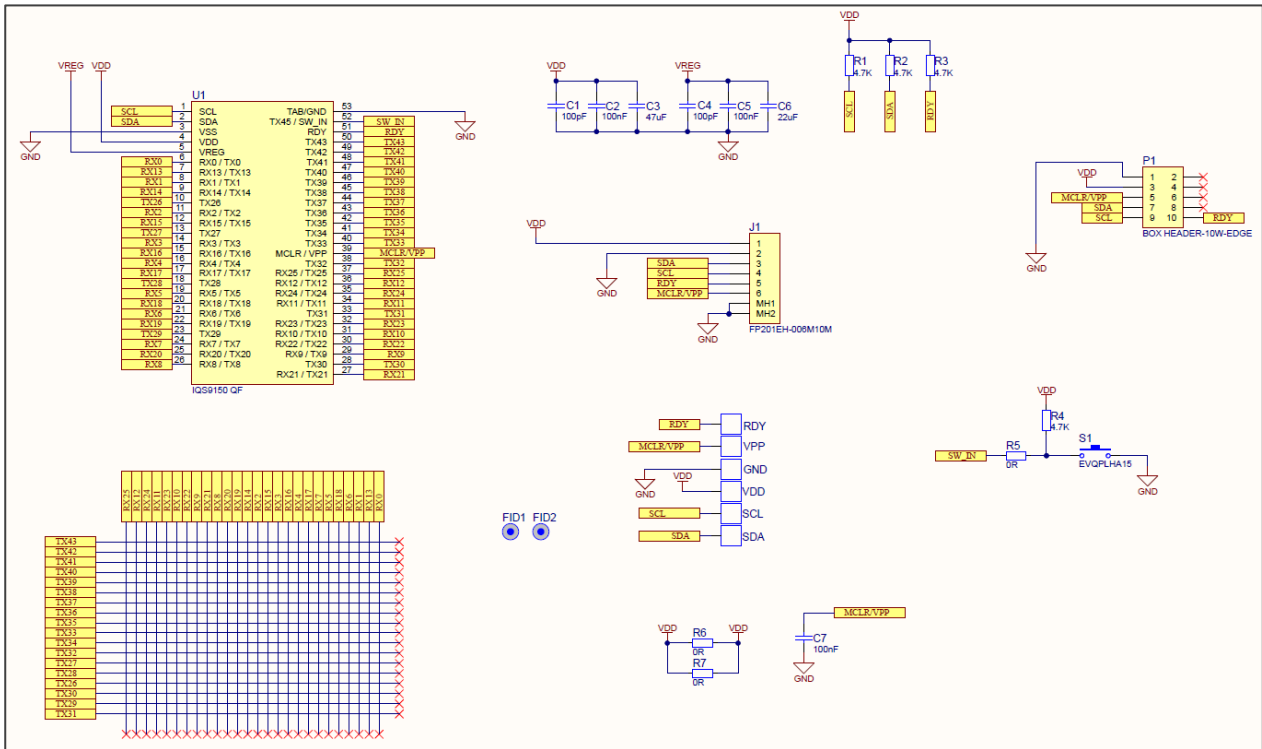 VREG VDD
U1
SCL 1 SCL TAB/GND 53
SDA 2 SDA TX45 / SW_IN 52 SW_IN
3 VSS RDY 51 RDY
4 VDD TX43 50 TX43
5 VREG TX42 49 TX42
RX0 6 RX0 / TX0 TX41 48 TX41
RX13 7 RX13 / TX13 TX40 47 TX40
RX1 8 RX1 / TX1 TX39 46 TX39
RX14 9 RX14 / TX14 TX38 45 TX38
TX26 10 TX26 TX37 44 TX37
RX2 11 RX2 / TX2 TX36 43 TX36
RX15 12 RX15 / TX15 TX35 42 TX35
TX27 13 TX27 TX34 41 TX34
RX3 14 RX3 / TX3 TX33 40 TX33
RX16 15 RX16 / TX16 MCLR / VPP 39 MCLR/VPP
RX4 16 RX4 / TX4 TX32 38 TX32
RX17 17 RX17 / TX17 RX25 / TX25 37 RX25
TX28 18 TX28 RX12 / TX12 36 RX12
RX5 19 RX5 / TX5 RX24 / TX24 35 RX24
RX18 20 RX18 / TX18 RX11 / TX11 34 RX11
RX6 21 RX6 / TX6 TX31 33 TX31
RX19 22 RX19 / TX19 RX23 / TX23 32 RX23
TX29 23 TX29 RX10 / TX10 31 RX10
RX7 24 RX7 / TX7 RX22 / TX22 30 RX22
RX20 25 RX20 / TX20 RX9 / TX9 29 RX9
RX8 26 RX8 / TX8 TX30 28 TX30
RX21 / TX21 27 RX21
IQS9150 QF
GND
GND
VDD VREG
C1 C2 C3 C4 C5 C6
100pF 100nF 47uF 100pF 100nF 22uF
GND
VDD
R1 R2 R3
4.7K 4.7K 4.7K
SCL SDA RDY
P1
1 2
VDD 3 4
MCLR/VPP 5 6
SDA 7 8
SCL 9 10 RDY
BOX HEADER-10W-EDGE
GND
VDD
J1
1
2
SDA 3
SCL 4
RDY 5
MCLR/VPP 6
MH1
MH2
GND
GND
FP201EH-006M10M
VDD
R4
4.7K
SW_IN R5 S1
0R EVQPLHA15
GND
RDY RDY
MCLR/VPP VPP
GND GND
VDD VDD
SCL SCL
SDA SDA
FID1 FID2
RX25 RX12 RX24 RX11 RX23 RX10 RX22 RX9 RX21 RX8 RX20 RX19 RX14 RX2 RX15 RX3 RX16 RX4 RX17 RX7 RX5 RX18 RX6 RX1 RX13 RX0
TX43
TX42
TX41
TX40
TX39
TX38
TX37
TX36
TX35
TX33
TX34
TX32
TX27
TX28
TX26
TX30
TX29
TX31
VDD R6 VDD
0R
R7
0R
MCLR/VPP
C7
100nF
GND